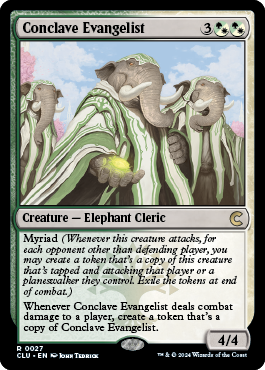 Conclave Evangelist 3
Creature — Elephant Cleric
Myriad (Whenever this creature attacks, for
each opponent other than defending player, you
may create a token that's a copy of this creature
that's tapped and attacking that player or a
planeswalker they control. Exile the tokens at end
of combat.)
Whenever Conclave Evangelist deals combat
damage to a player, create a token that's a
copy of Conclave Evangelist.
4/4
R 0027
CLU • EN John Tedrick
™ & © 2024 Wizards of the Coast